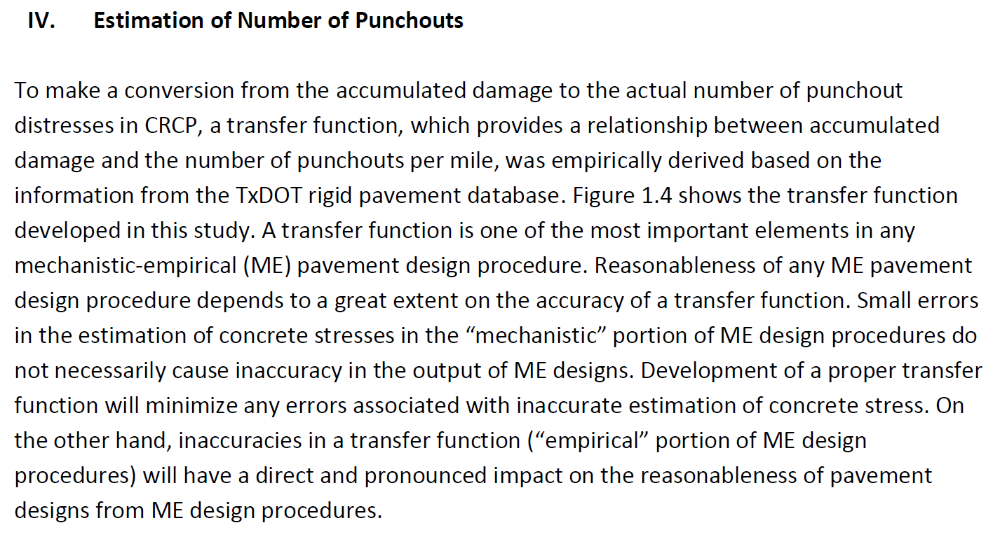 IV. Estimation of Number of Punchouts
To make a conversion from the accumulated damage to the actual number of punchout
distresses in CRCP, a transfer function, which provides a relationship between accumulated
damage and the number of punchouts per mile, was empirically derived based on the
information from the TxDOT rigid pavement database. Figure 1.4 shows the transfer function
developed in this study. A transfer function is one of the most important elements in any
mechanistic-empirical (ME) pavement design procedure. Reasonableness of any ME pavement
design procedure depends to a great extent on the accuracy of a transfer function. Small errors
in the estimation of concrete stresses in the “mechanistic” portion of ME design procedures do
not necessarily cause inaccuracy in the output of ME designs. Development of a proper transfer
function will minimize any errors associated with inaccurate estimation of concrete stress. On
the other hand, inaccuracies in a transfer function (“empirical” portion of ME design
procedures) will have a direct and pronounced impact on the reasonableness of pavement
designs from ME design procedures.